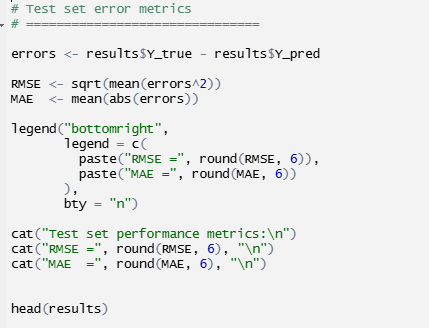 # Test set error metrics
# ==============================
errors <- results$Y_true - results$Y_pred
RMSE <- sqrt(mean(errors^2))
MAE  <- mean(abs(errors))
legend("bottomright",
       legend = c(
         paste("RMSE =", round(RMSE, 6)),
         paste("MAE =", round(MAE, 6))
       ),
       bty = "n")
cat("Test set performance metrics:\n")
cat("RMSE =", round(RMSE, 6), "\n")
cat("MAE  =", round(MAE, 6), "\n")
head(results)